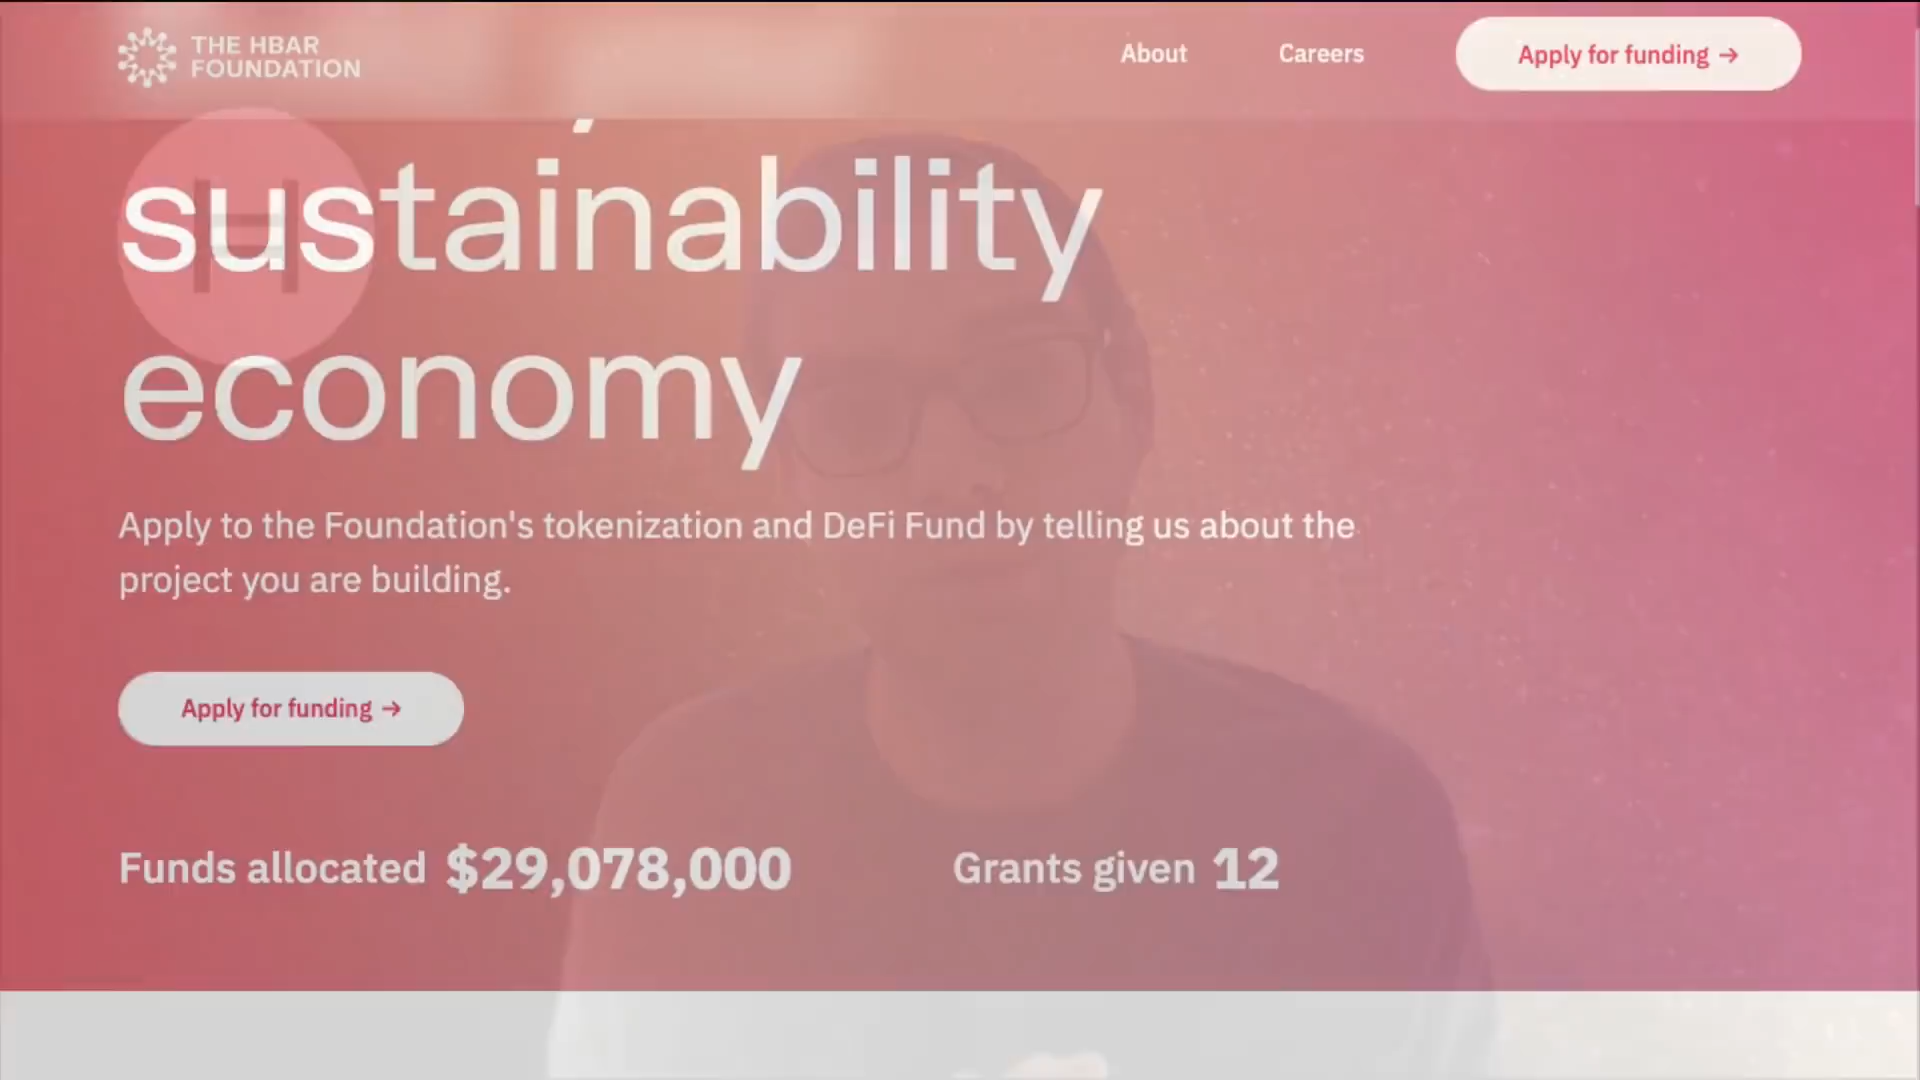 THE HBAR
FOUNDATION
About
Careers
Apply for funding →
sustainability
economy
Apply to the Foundation's tokenization and DeFi Fund by telling us about the
project you are building.
Apply for funding →
Funds allocated $29,078,000
Grants given 12